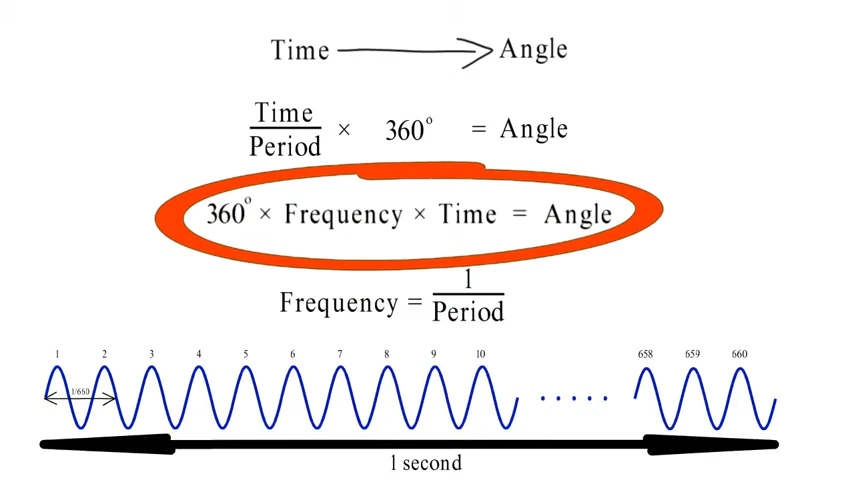 Time Angle
Time
Period
× 360° = Angle
360° × Frequency × Time = Angle
Frequency = 1
Period
1 2 3 4 5 6 7 8 9 10 658 659 660
1/660
1 second